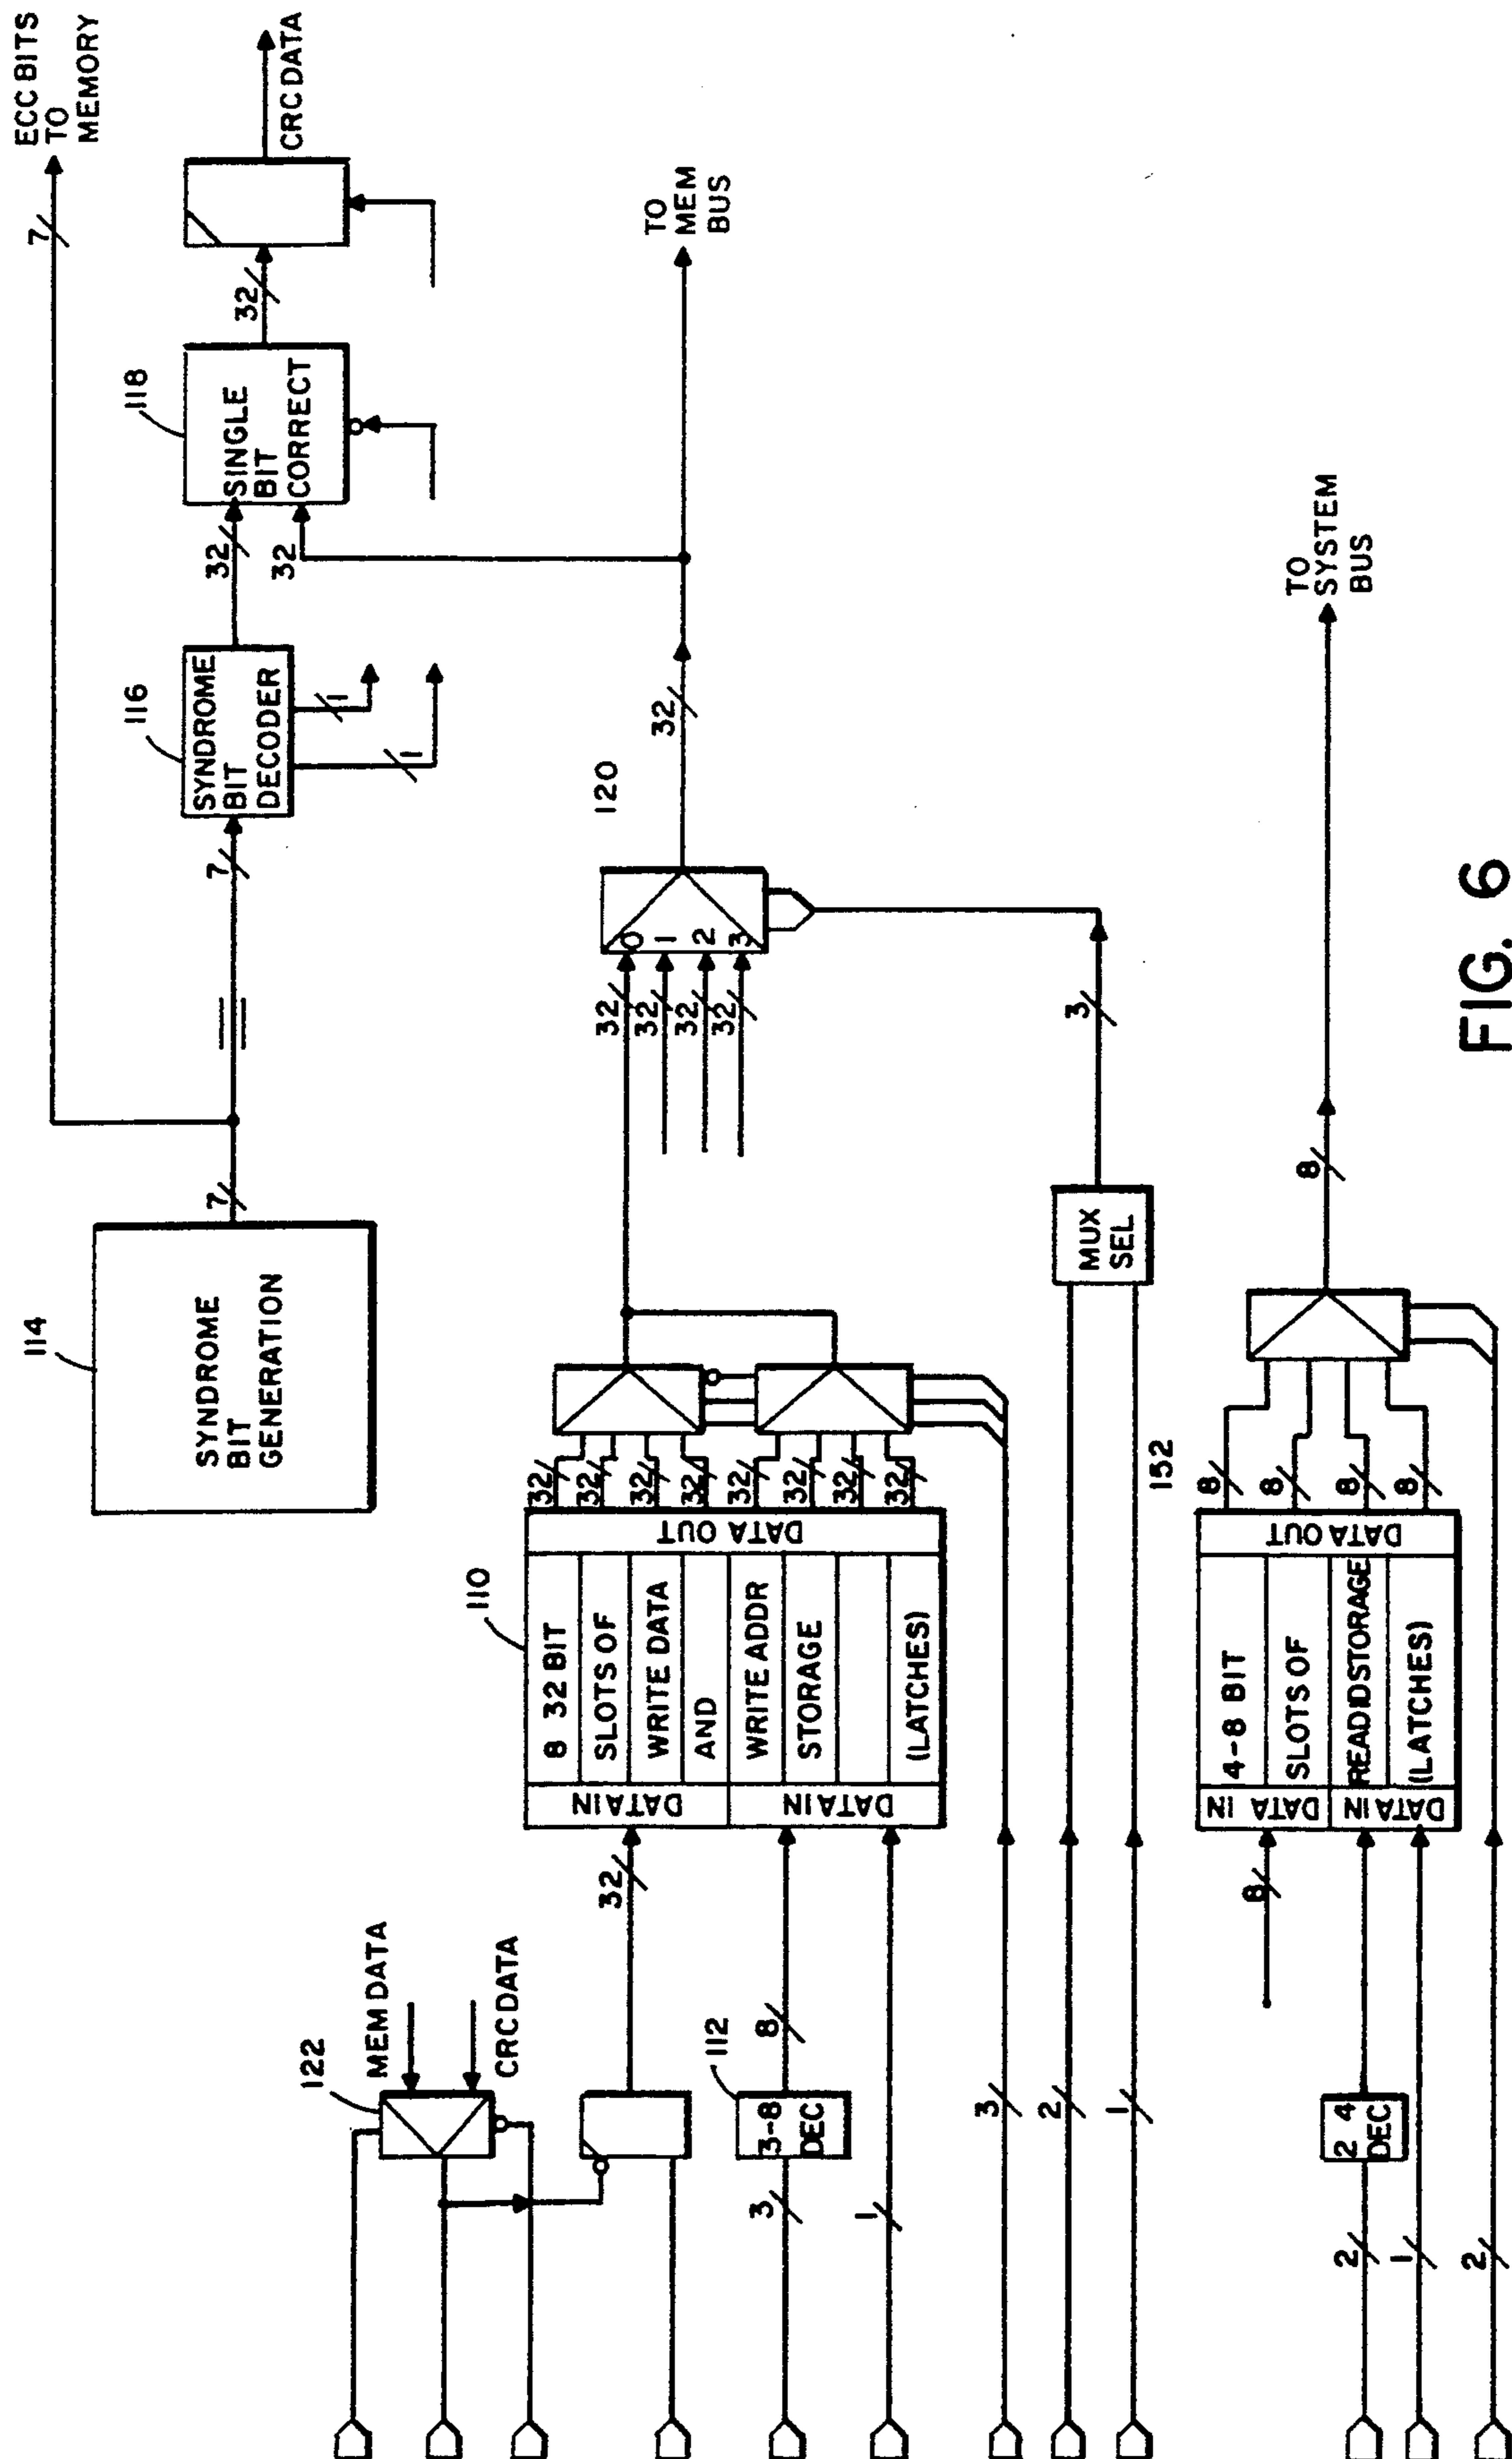 ECC BITS
TO
MEMORY
7
CRC DATA
32
118
SINGLE
BIT
CORRECT
32
32
116
SYNDROME
BIT
DECODER
1
1
7
7
114
SYNDROME
BIT
GENERATION
TO
MEM
BUS
32
120
0
1
2
3
32
32
32
32
3
MUX
SEL
110
8 32 BIT
SLOTS OF
WRITE DATA
AND
WRITE ADDR
STORAGE
(LATCHES)
DATA OUT
DATA IN
DATA IN
32
32
32
32
32
32
32
32
32
122
MEM DATA
CRC DATA
112
3-8
DEC
8
3
1
3
2
1
TO
SYSTEM
BUS
8
152
8
8
8
8
4-8 BIT
SLOTS OF
READ ID STORAGE
(LATCHES)
DATA OUT
DATA IN
DATA IN
8
2 4
DEC
2
1
2
FIG. 6